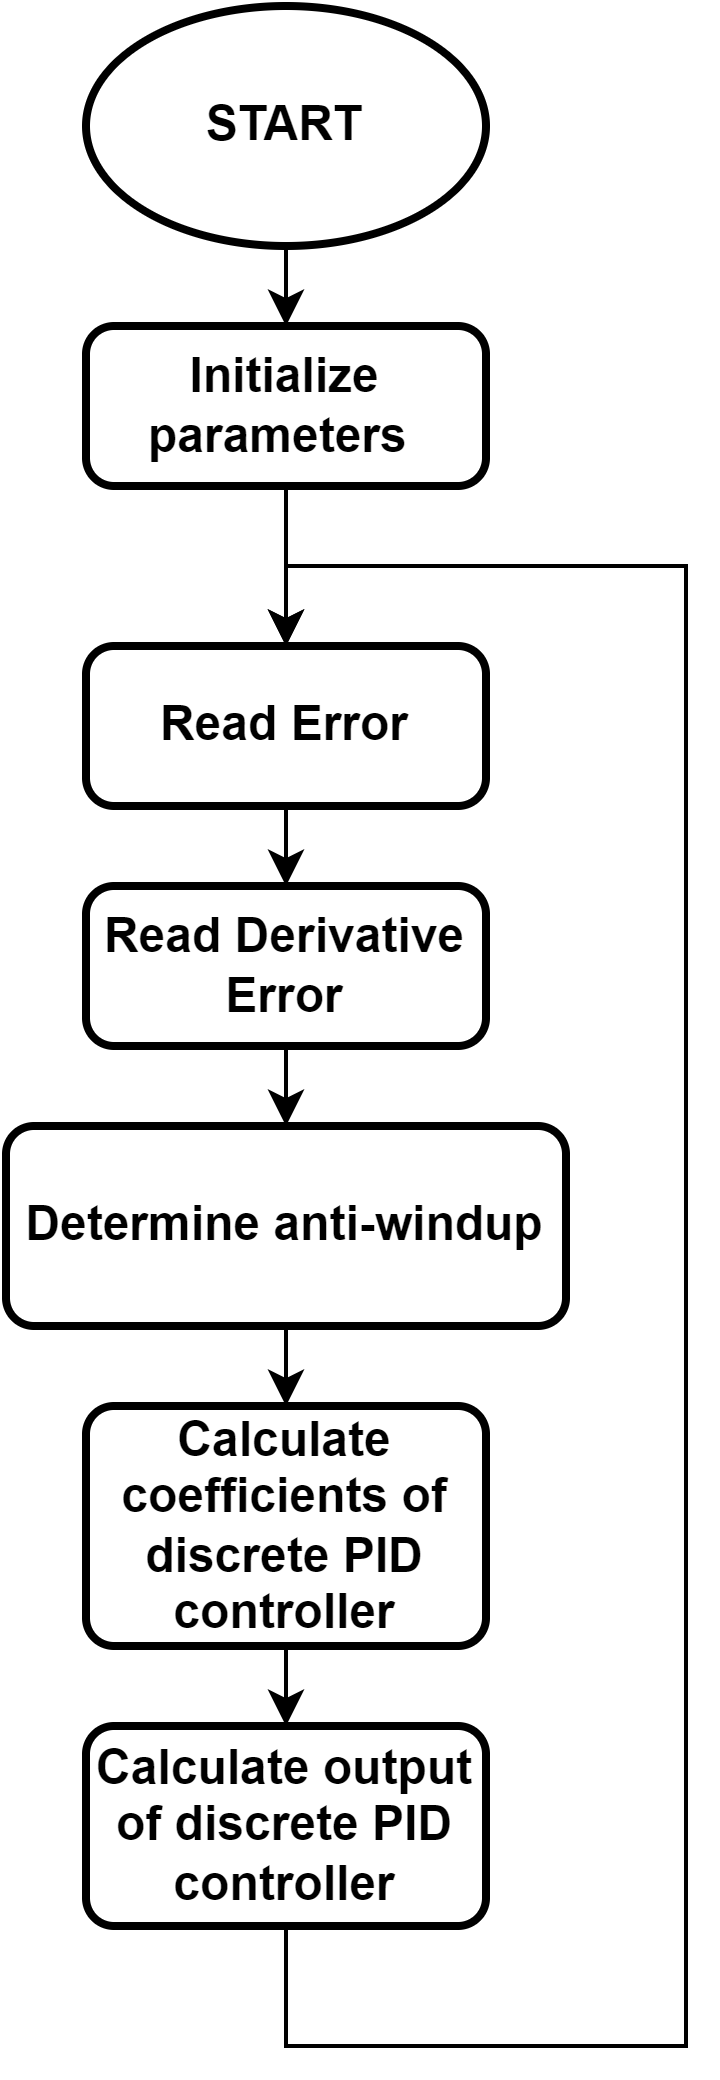 START
Initialize
parameters
Read Error
Read Derivative
Error
Determine anti-windup
Calculate
coefficients of
discrete PID
controller
Calculate output
of discrete PID
controller